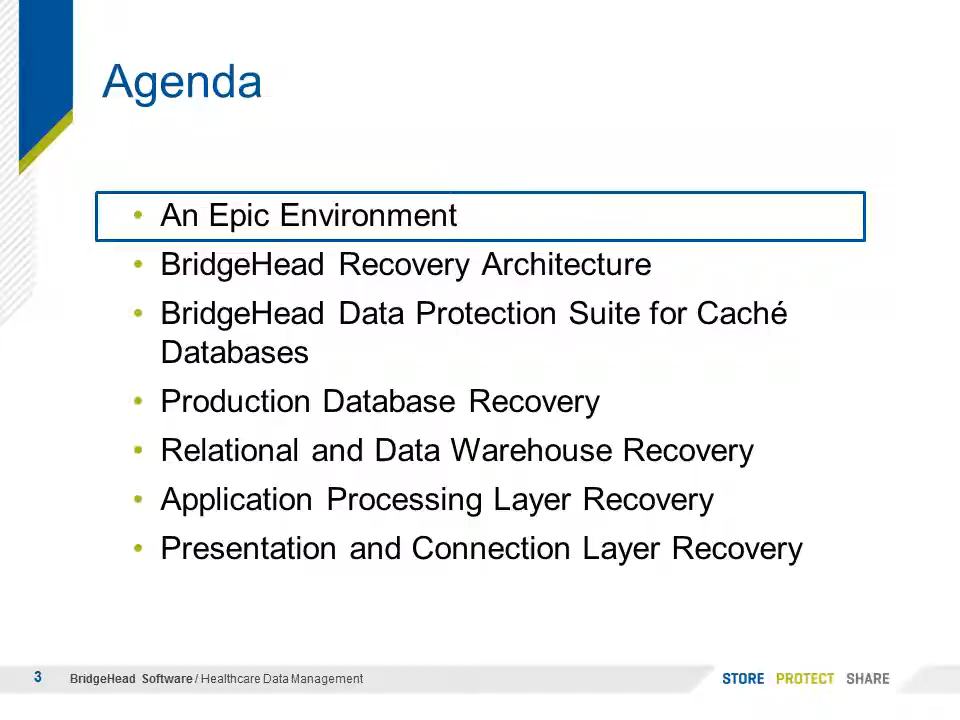 Agenda
• An Epic Environment
• BridgeHead Recovery Architecture
• BridgeHead Data Protection Suite for Caché
Databases
• Production Database Recovery
• Relational and Data Warehouse Recovery
• Application Processing Layer Recovery
• Presentation and Connection Layer Recovery
3 BridgeHead Software / Healthcare Data Management STORE PROTECT SHARE